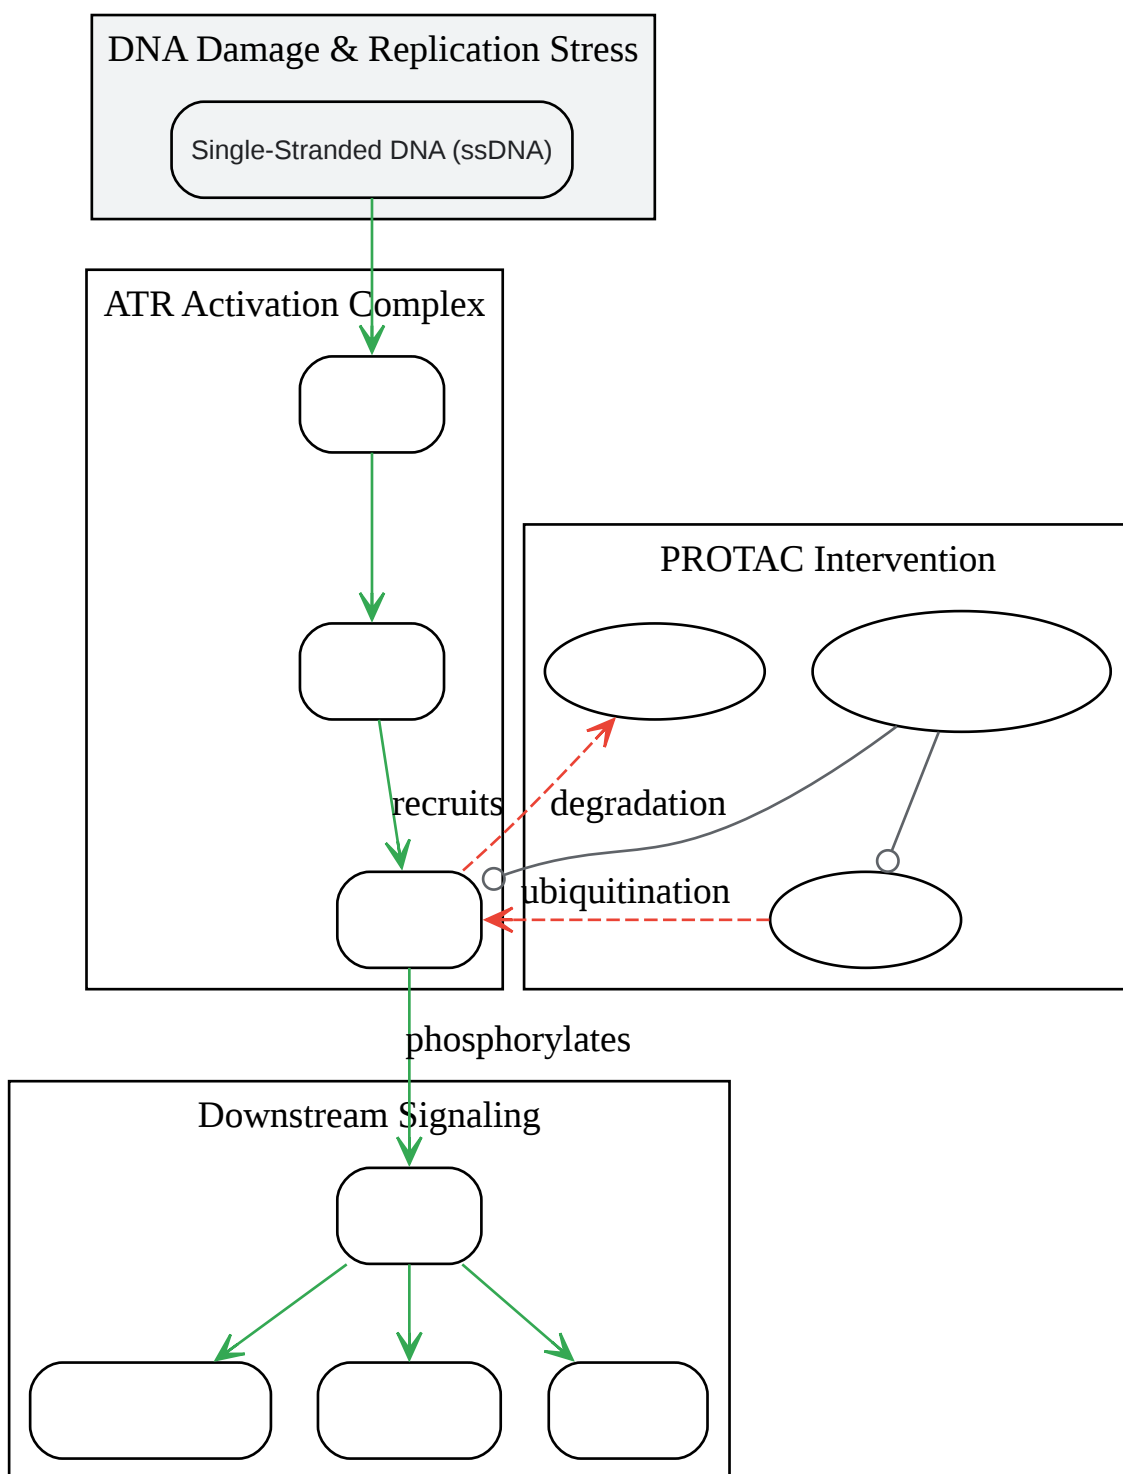 DNA Damage & Replication Stress
Single-Stranded DNA (ssDNA)
ATR Activation Complex
PROTAC Intervention
recruits
degradation
ubiquitination
phosphorylates
Downstream Signaling